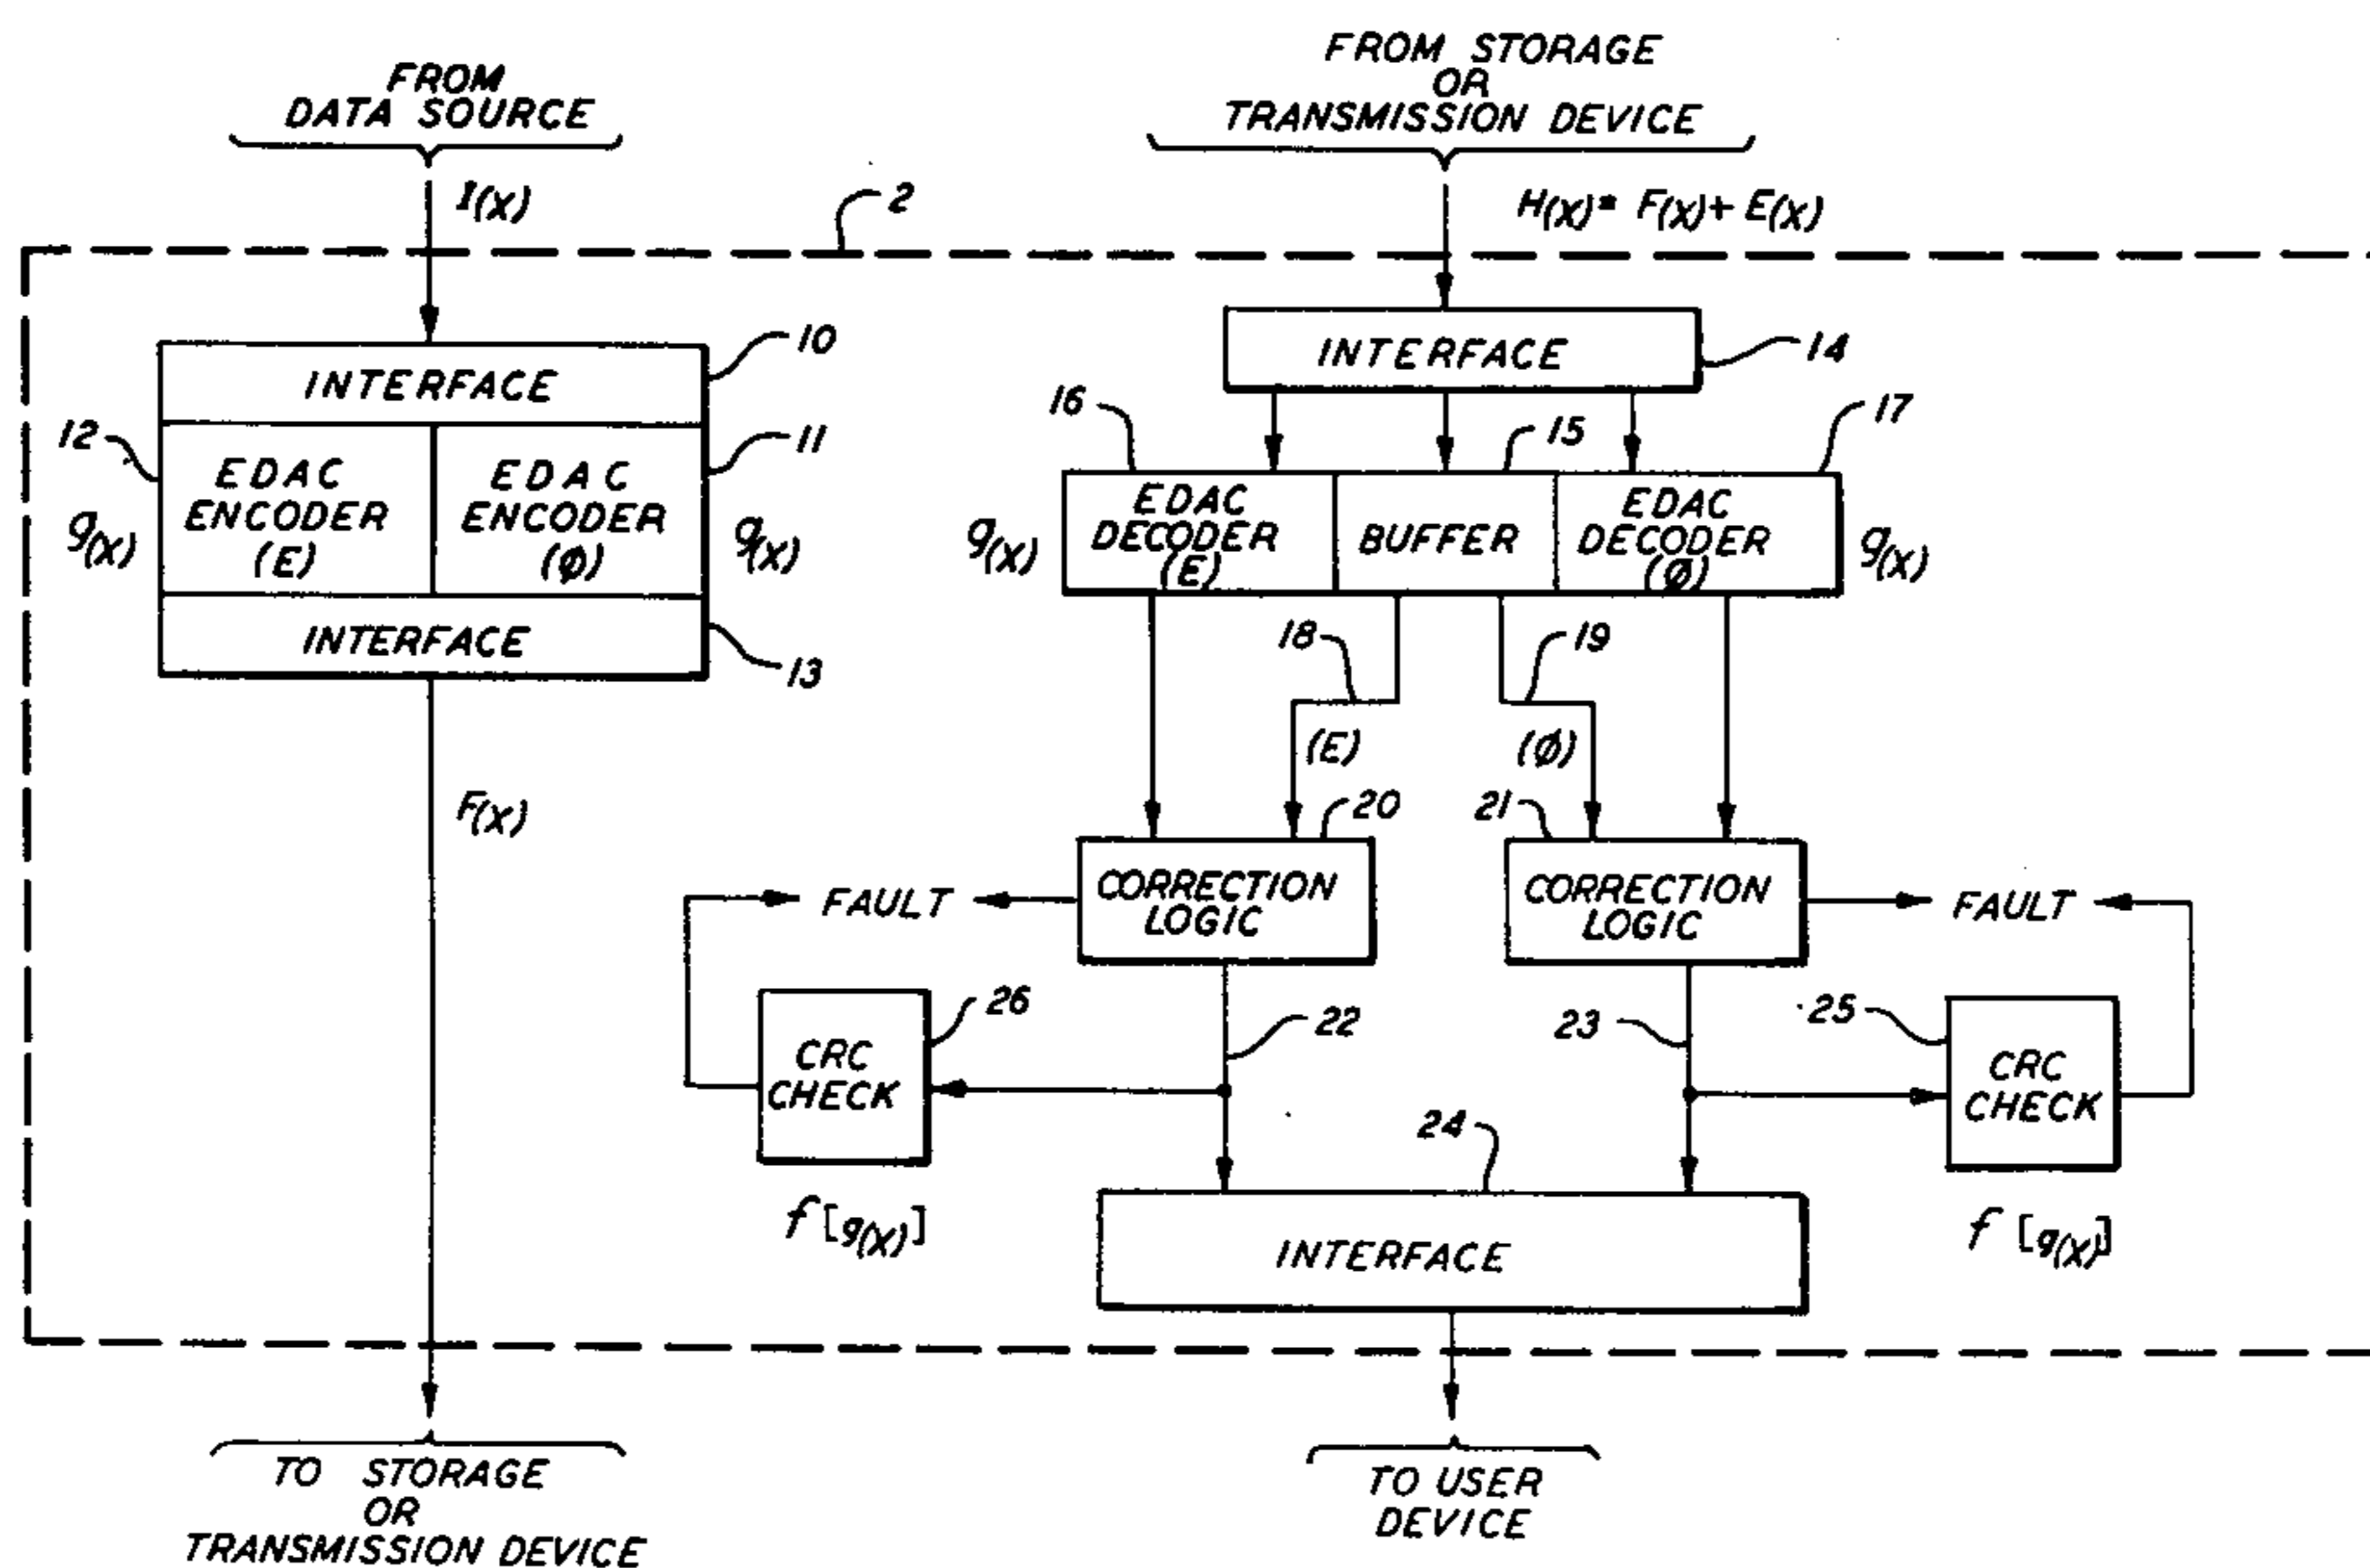 FROM
DATA SOURCE
I(X)
2
FROM STORAGE
OR
TRANSMISSION DEVICE
H(X)= F(X)+ E(X)
INTERFACE
10
12
EDAC
ENCODER
(E)
EDAC
ENCODER
(Ø)
11
g(X)
g(X)
INTERFACE
13
F(X)
INTERFACE
14
16
15
17
g(X)
EDAC
DECODER
(E)
BUFFER
EDAC
DECODER
(Ø)
g(X)
18
19
(E)
(Ø)
20
21
FAULT
CORRECTION
LOGIC
CORRECTION
LOGIC
FAULT
26
22
23
25
CRC
CHECK
CRC
CHECK
24
f[g(X)]
INTERFACE
f[g(X)]
TO STORAGE
OR
TRANSMISSION DEVICE
TO USER
DEVICE